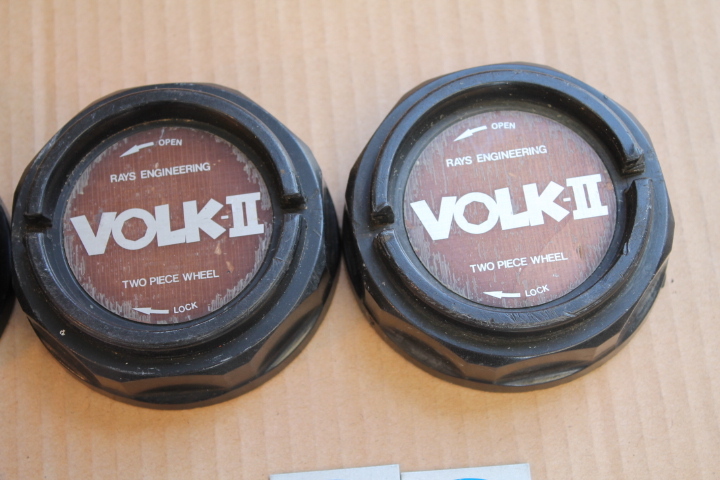 OPEN
RAYS ENGINEERING
VOLK-II
TWO PIECE WHEEL
LOCK
OPEN
RAYS ENGINEERING
VOLK-II
TWO PIECE WHEEL
LOCK